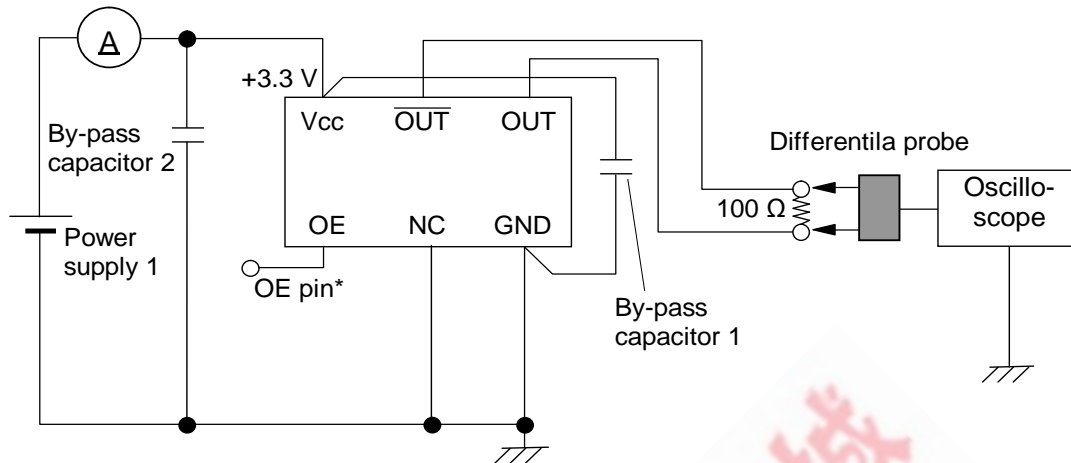 A
+3.3 V
Vcc
OUT
OUT
By-pass
capacitor 2
Differentila probe
Oscillo-
scope
100 Ω
OE
NC
GND
Power
supply 1
OE pin*
By-pass
capacitor 1